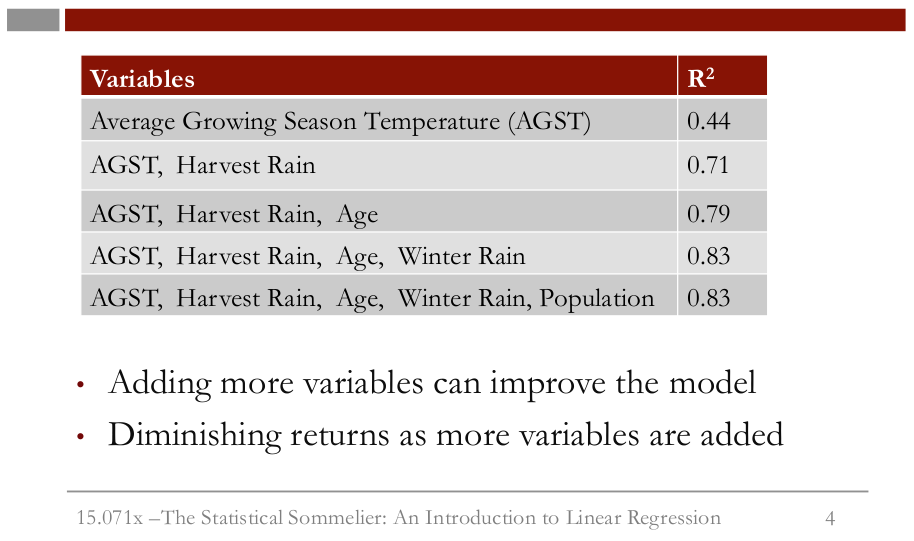 Variables R²
Average Growing Season Temperature (AGST) 0.44
AGST, Harvest Rain 0.71
AGST, Harvest Rain, Age 0.79
AGST, Harvest Rain, Age, Winter Rain 0.83
AGST, Harvest Rain, Age, Winter Rain, Population 0.83
• Adding more variables can improve the model
• Diminishing returns as more variables are added
15.071x –The Statistical Sommelier: An Introduction to Linear Regression 4